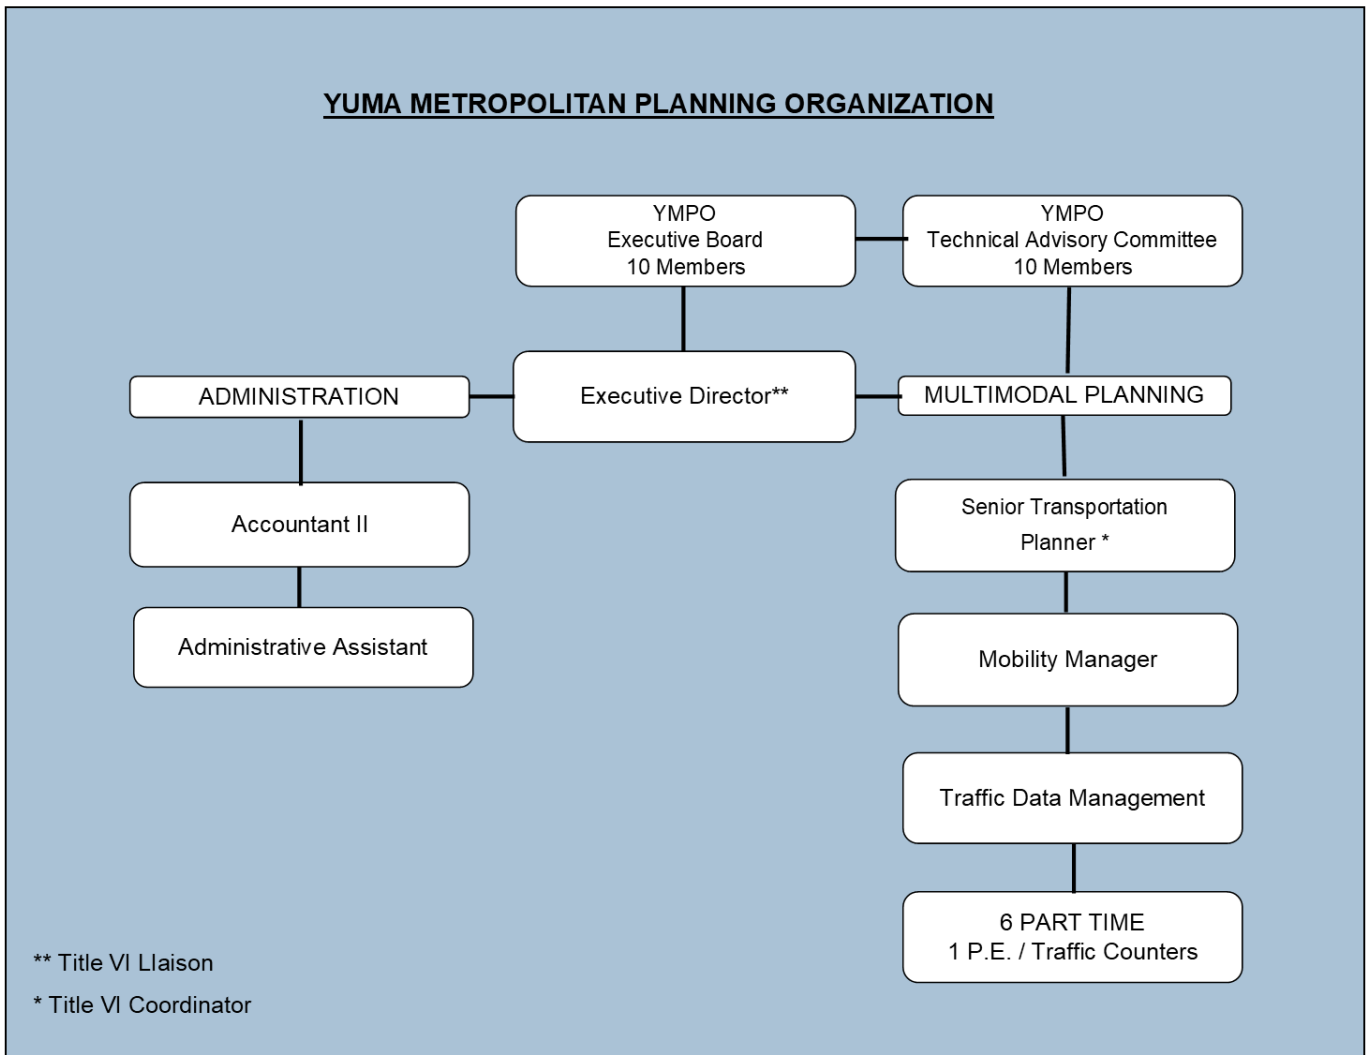 YUMA METROPOLITAN PLANNING ORGANIZATION
YMPO
Executive Board
10 Members
YMPO
Technical Advisory Committee
10 Members
ADMINISTRATION
Executive Director**
MULTIMODAL PLANNING
Accountant II
Senior Transportation
Planner *
Administrative Assistant
Mobility Manager
Traffic Data Management
6 PART TIME
1 P.E. / Traffic Counters
** Title VI LIaison
* Title VI Coordinator